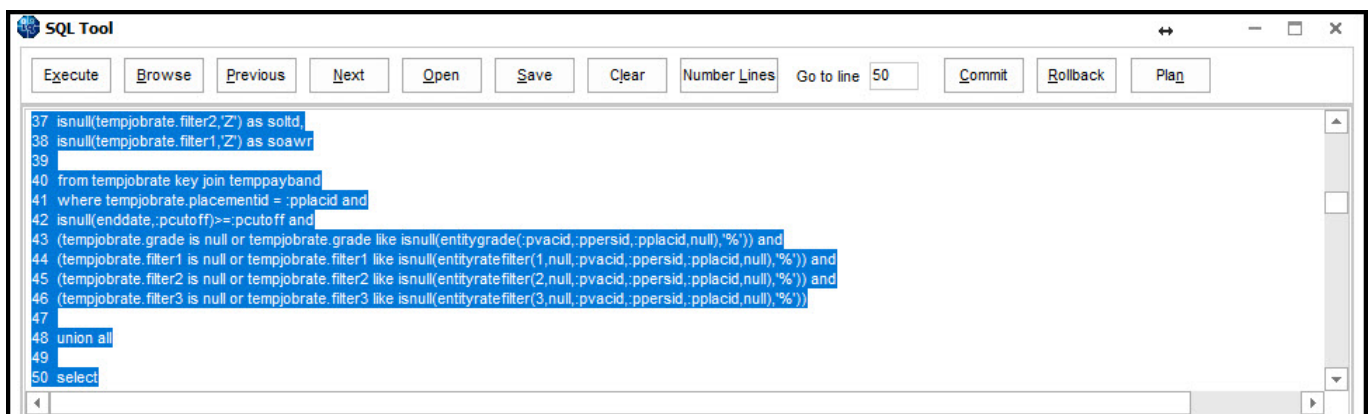 SQL Tool
Execute Browse Previous Next Open Save Clear Number Lines Go to line 50 Commit Rollback Plan
37 isnull(tempjobrate.filter2,'Z') as soltd,
38 isnull(tempjobrate.filter1,'Z') as soawr
39
40 from tempjobrate key join temppayband
41 where tempjobrate.placementid = :pplacid and
42 isnull(enddate,:pcutoff)>=:pcutoff and
43 (tempjobrate.grade is null or tempjobrate.grade like isnull(entitygrade(:pvacid,:ppersid,:pplacid,null),'%')) and
44 (tempjobrate.filter1 is null or tempjobrate.filter1 like isnull(entityratefilter(1,null,:pvacid,:ppersid,:pplacid,null),'%')) and
45 (tempjobrate.filter2 is null or tempjobrate.filter2 like isnull(entityratefilter(2,null,:pvacid,:ppersid,:pplacid,null),'%')) and
46 (tempjobrate.filter3 is null or tempjobrate.filter3 like isnull(entityratefilter(3,null,:pvacid,:ppersid,:pplacid,null),'%'))
47
48 union all
49
50 select